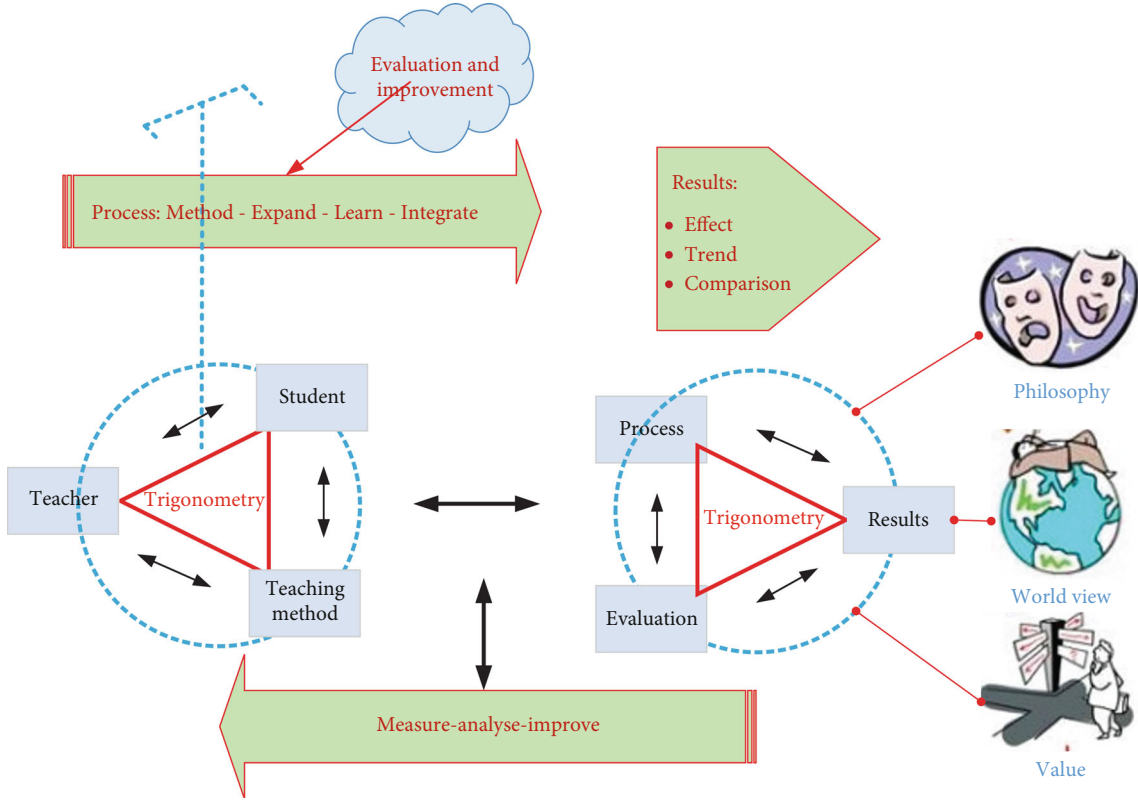 Evaluation and
improvement
Process: Method - Expand - Learn - Integrate
Results:
• Effect
• Trend
• Comparison
Philosophy
Student
Teacher
Trigonometry
Teaching
method
Process
Trigonometry
Results
Evaluation
World view
Measure-analyse-improve
Value